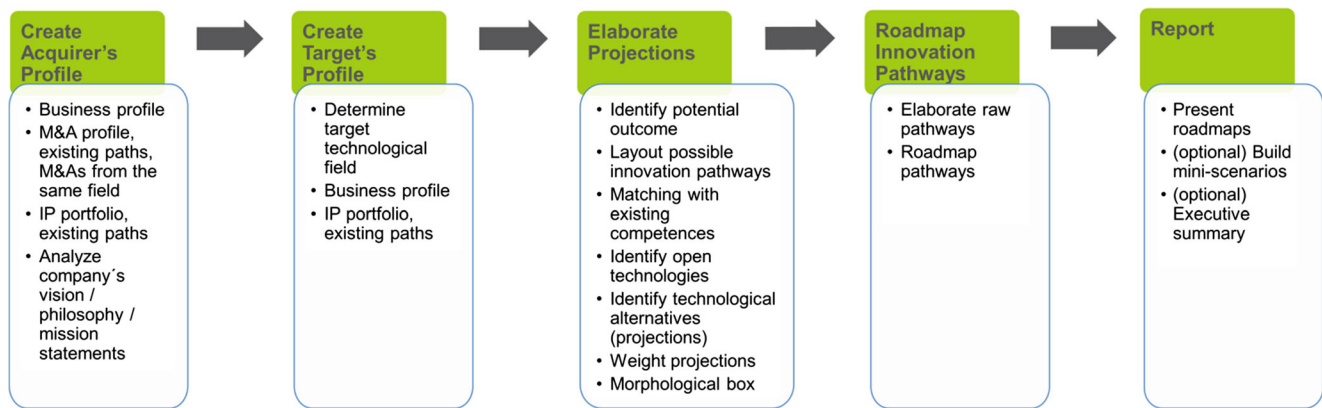 Create
Acquirer's
Profile
• Business profile
• M&A profile,
existing paths,
M&As from the
same field
• IP portfolio,
existing paths
• Analyze
company´s
vision /
philosophy /
mission
statements
Create
Target's
Profile
• Determine
target
technological
field
• Business profile
• IP portfolio,
existing paths
Elaborate
Projections
• Identify potential
outcome
• Layout possible
innovation pathways
• Matching with
existing
competences
• Identify open
technologies
• Identify technological
alternatives
(projections)
• Weight projections
• Morphological box
Roadmap
Innovation
Pathways
• Elaborate raw
pathways
• Roadmap
pathways
Report
• Present
roadmaps
• (optional) Build
mini-scenarios
• (optional)
Executive
summary